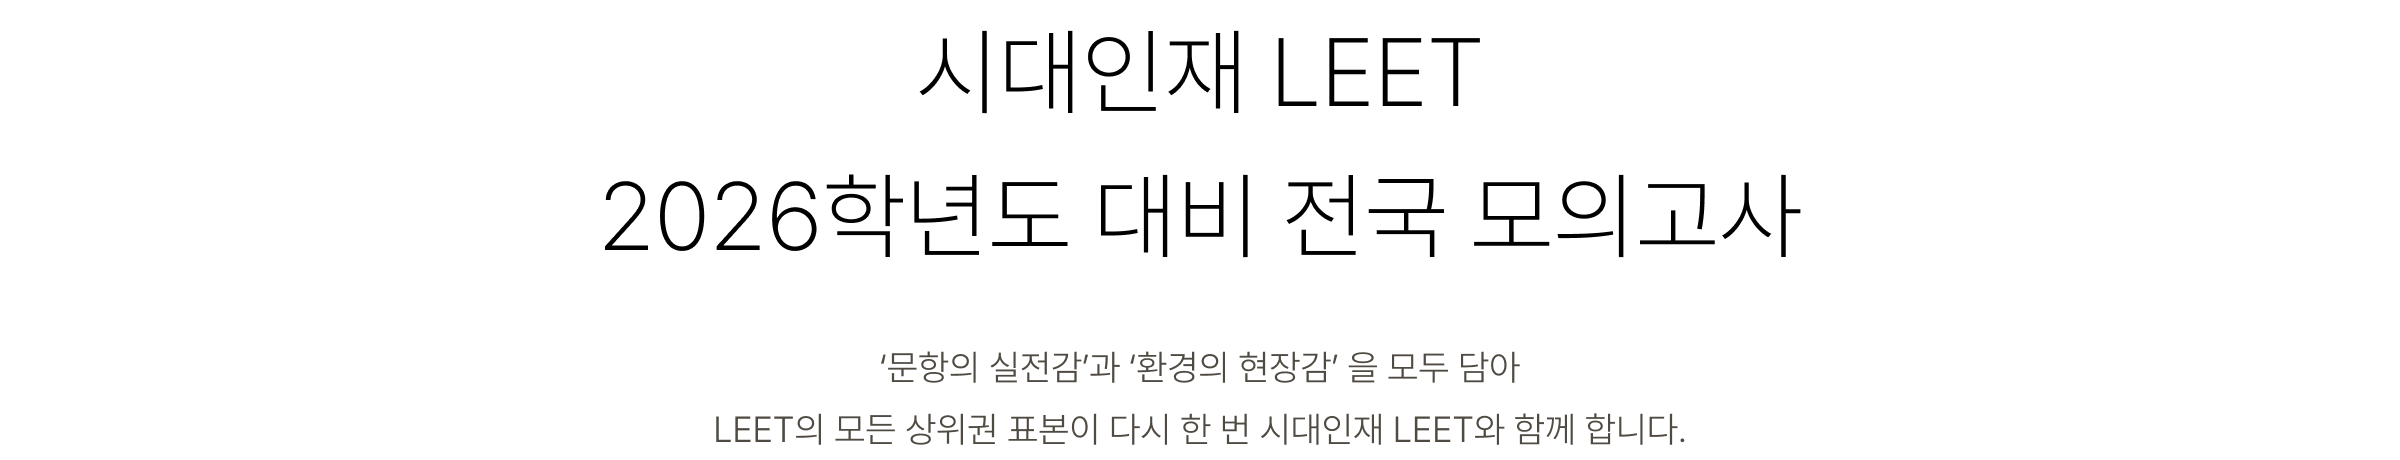 시대인재 LEET
2026학년도 대비 전국 모의고사
‘문항의 실전감’과 ‘환경의 현장감’ 을 모두 담아
LEET의 모든 상위권 표본이 다시 한 번 시대인재 LEET와 함께 합니다.